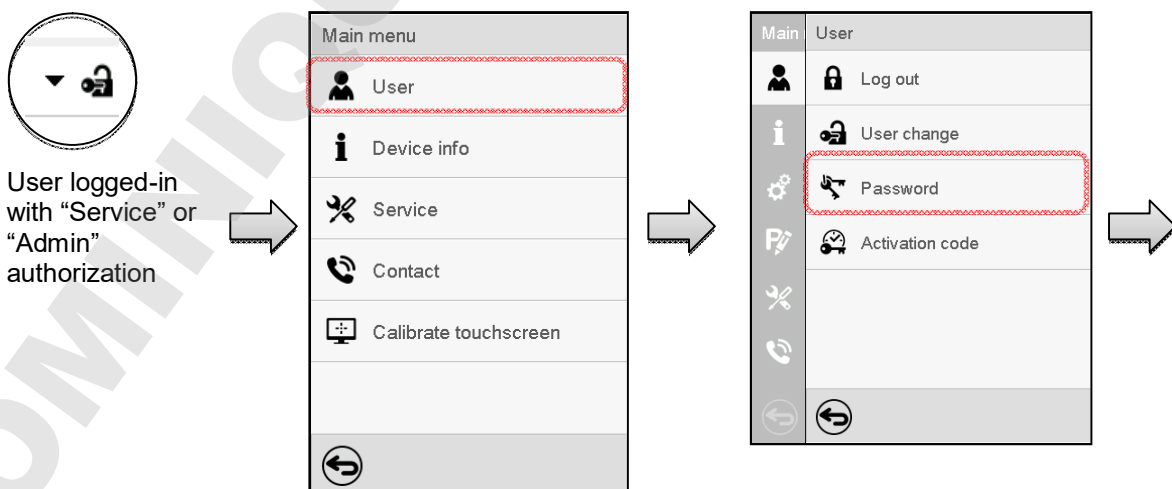 User logged-in
with “Service” or
“Admin”
authorization
Main menu
User
Device info
Service
Contact
Calibrate touchscreen
Main
User
Log out
User change
Password
Activation code